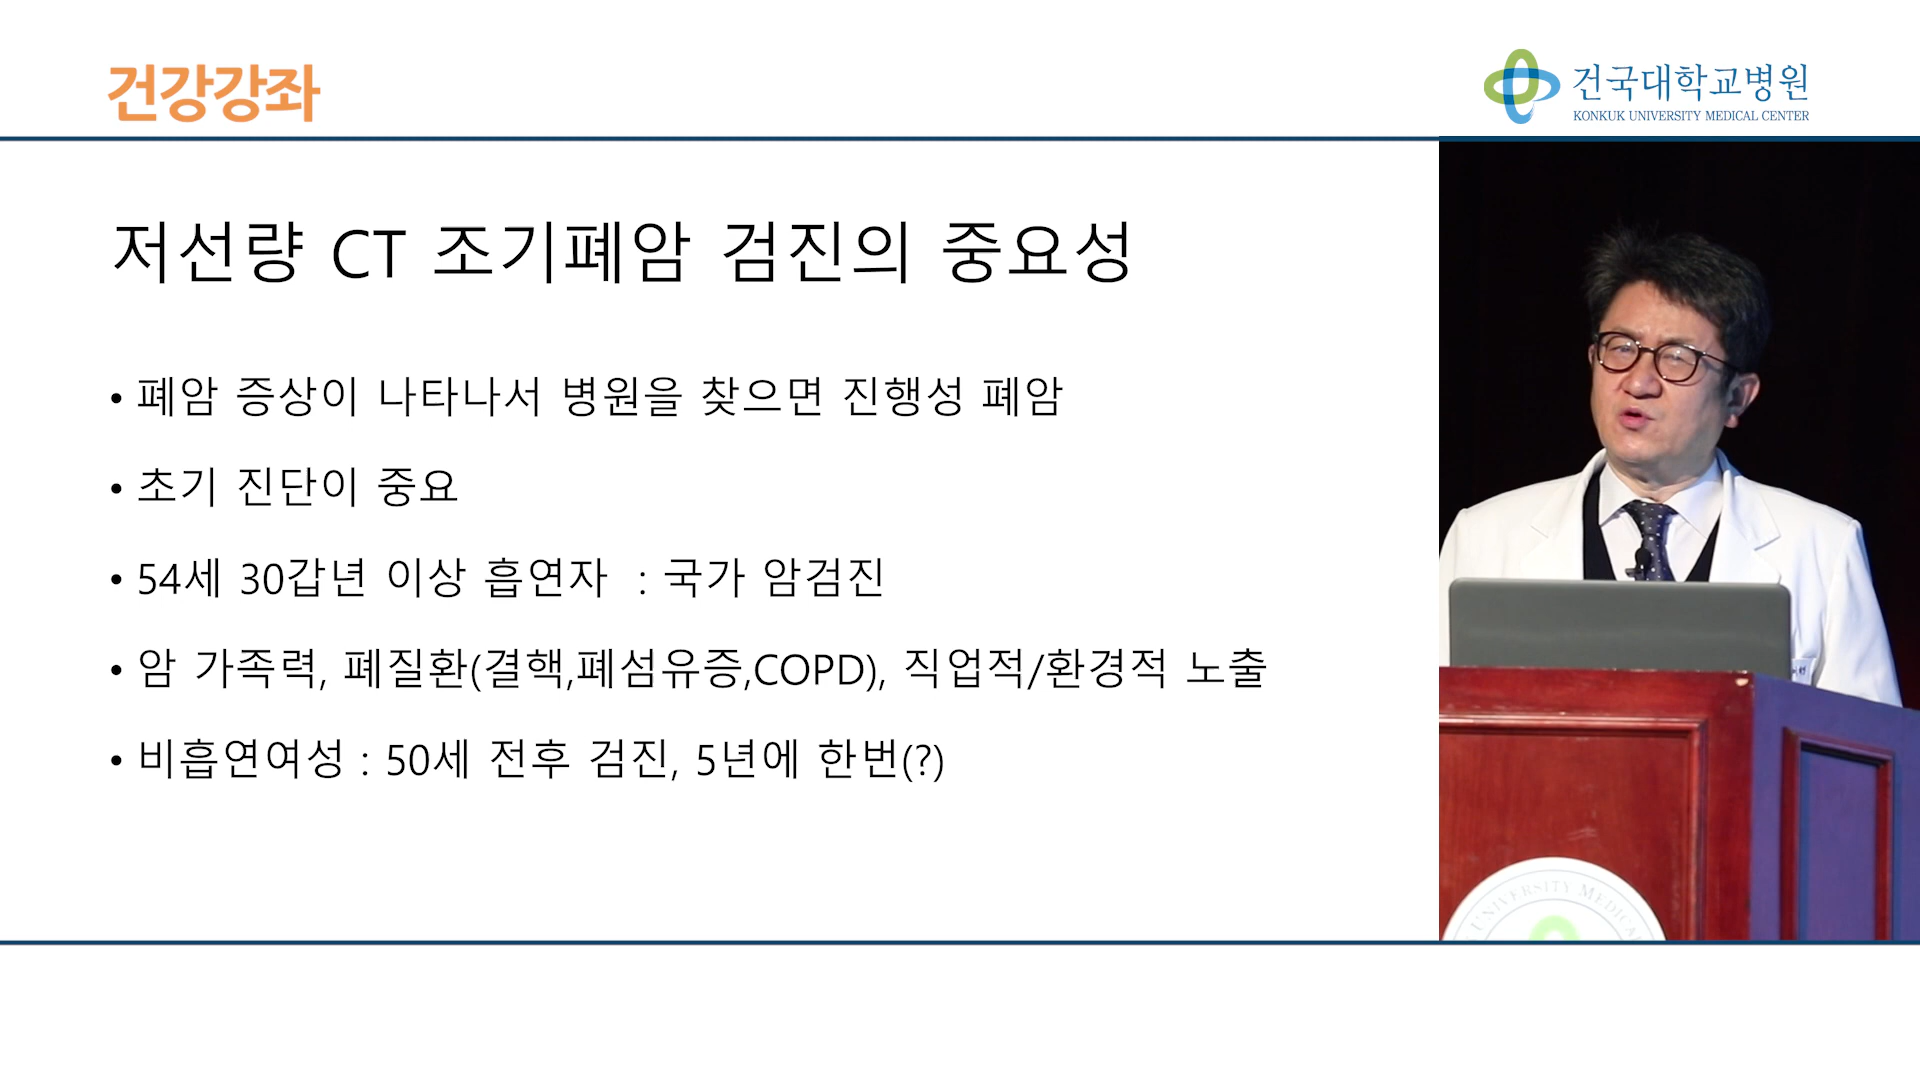 건강강좌
건국대학교병원
KONKUK UNIVERSITY MEDICAL CENTER
저선량 CT 조기폐암 검진의 중요성
• 폐암 증상이 나타나서 병원을 찾으면 진행성 폐암
• 초기 진단이 중요
• 54세 30갑년 이상 흡연자 : 국가 암검진
• 암 가족력, 폐질환(결핵,폐섬유증,COPD), 직업적/환경적 노출
• 비흡연여성 : 50세 전후 검진, 5년에 한번(?)
UNIVERSITY MEDICAL